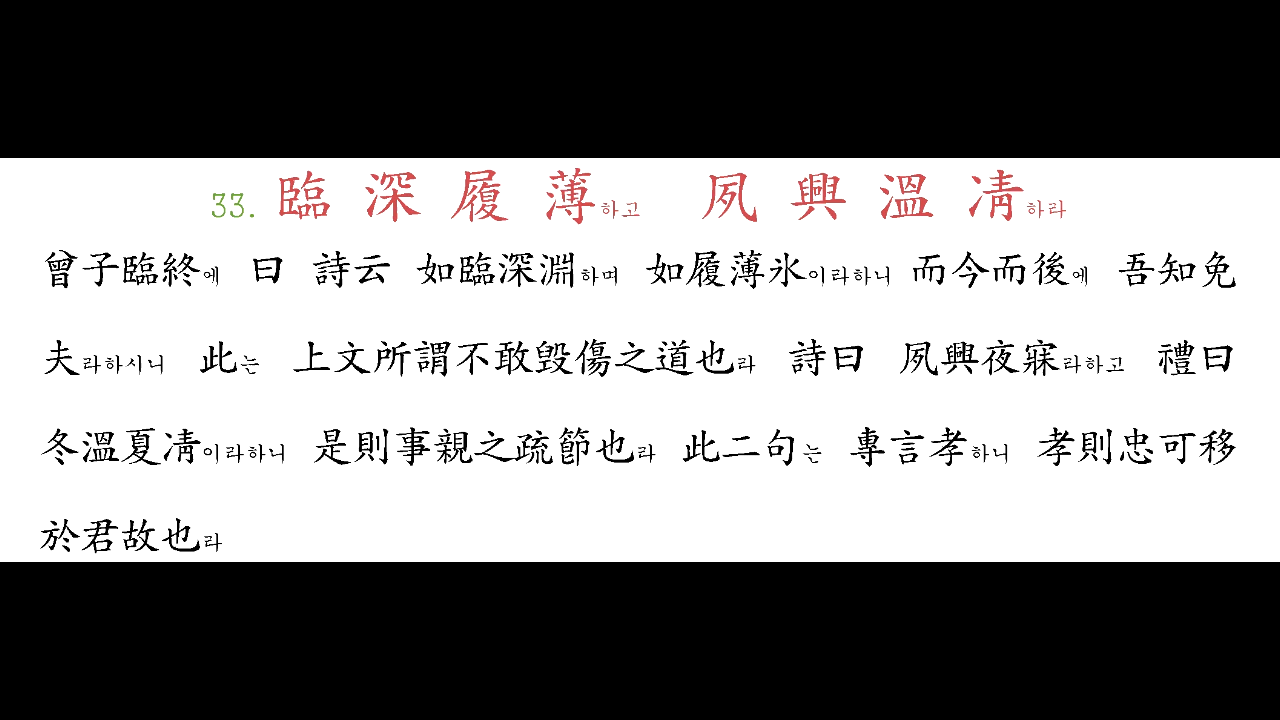 33. 臨 深 履 薄하고 夙 興 溫 凊하라
曾子臨終에 曰 詩云 如臨深淵하며 如履薄氷이라하니 而今而後에 吾知免
夫라하시니 此는 上文所謂不敢毁傷之道也라 詩曰 夙興夜寐라하고 禮曰
冬溫夏凊이라하니 是則事親之疏節也라 此二句는 專言孝하니 孝則忠可移
於君故也라